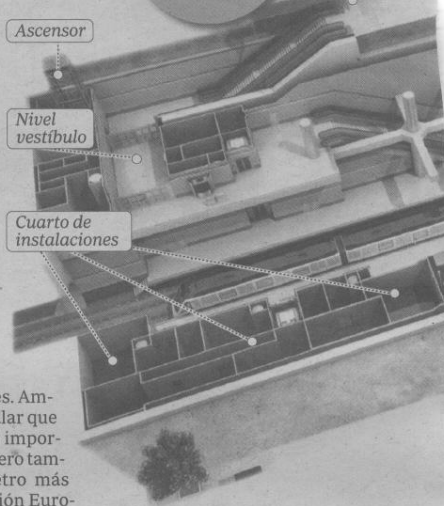 Ascensor
Nivel
vestíbulo
Cuarto de
instalaciones
es. Am-
lar que
impor-
ero tam-
etro más
ión Euro-